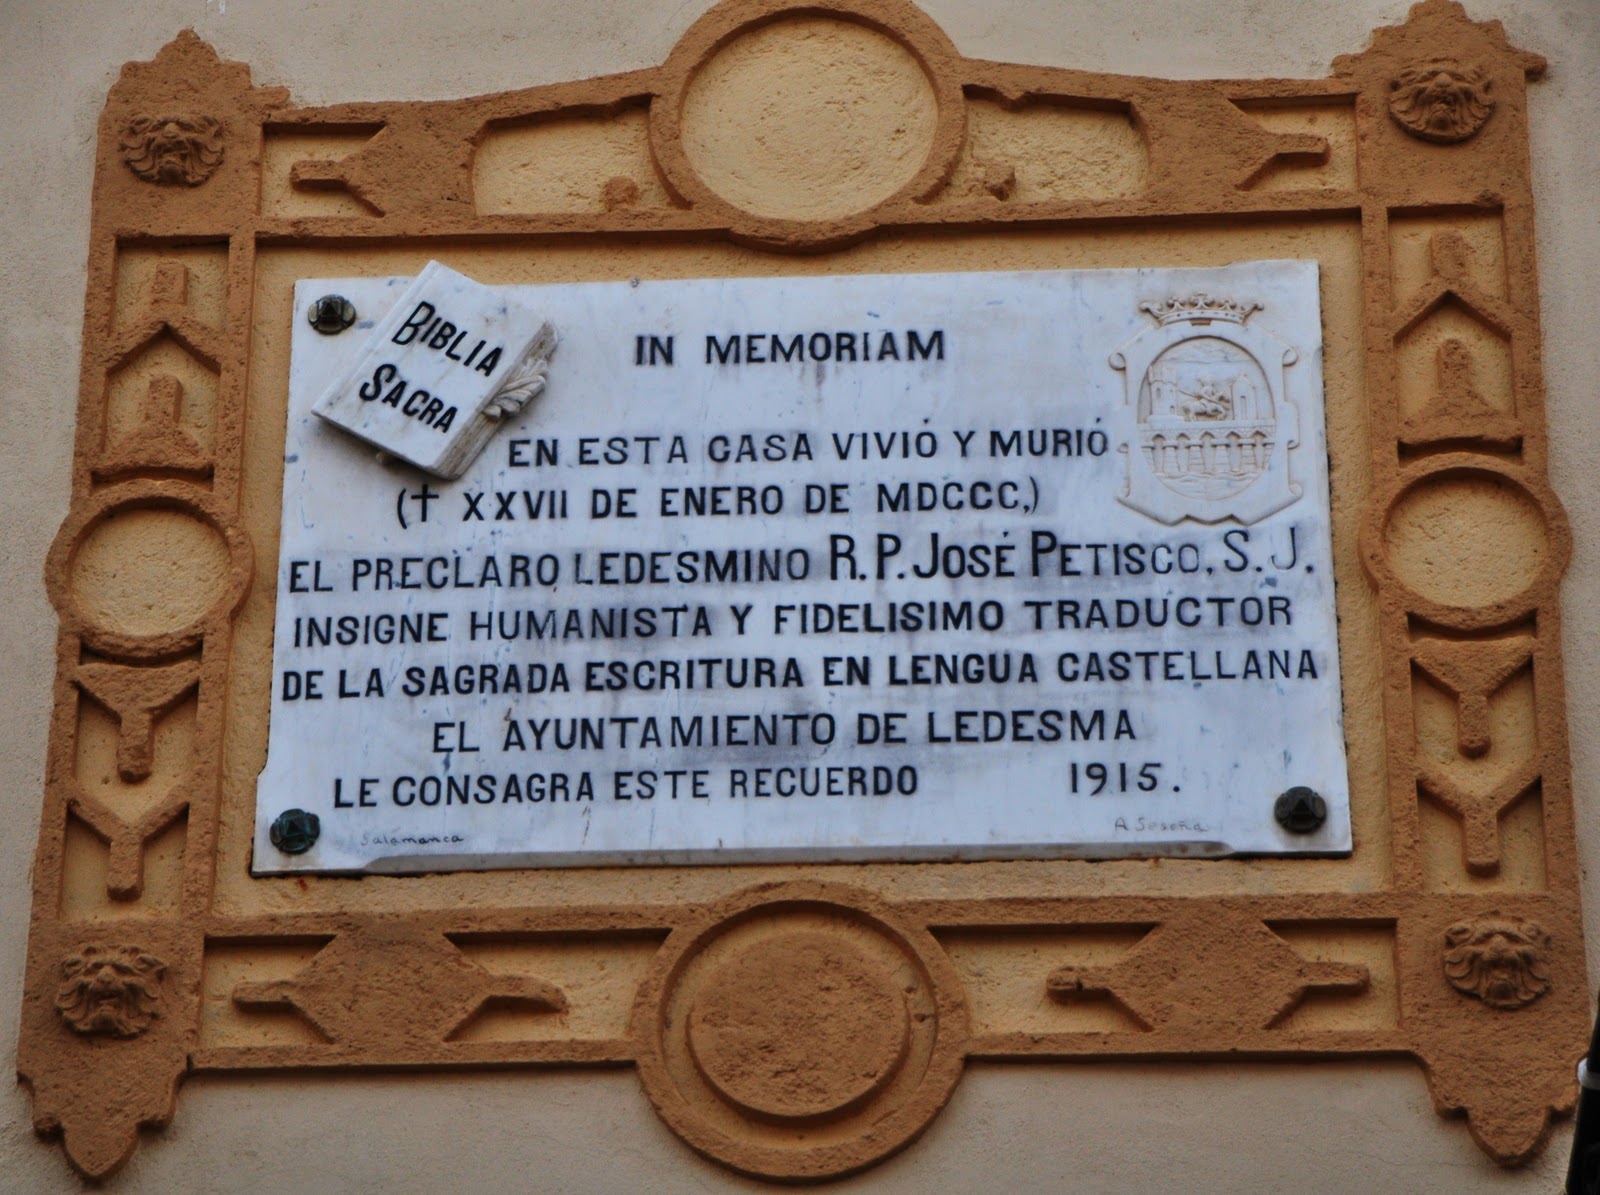 BIBLIA
SACRA
IN MEMORIAM
EN ESTA CASA VIVIÓ Y MURIÓ
(† XXVII DE ENERO DE MDCCC,)
EL PRECLARO LEDESMINO R.P. JOSÉ PETISCO, S.J.
INSIGNE HUMANISTA Y FIDELISIMO TRADUCTOR
DE LA SAGRADA ESCRITURA EN LENGUA CASTELLANA
EL AYUNTAMIENTO DE LEDESMA
LE CONSAGRA ESTE RECUERDO 1915.
Salamanca A Seseña